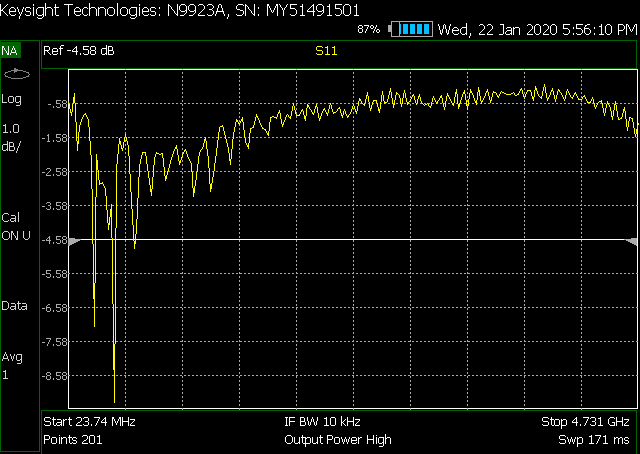 Keysight Technologies: N9923A, SN: MY51491501
87% Wed, 22 Jan 2020 5:56:10 PM
NA Ref -4.58 dB S11
Log
1.0
dB/
-.58
-1.58
-2.58
-3.58
-4.58
-5.58
-6.58
-7.58
-8.58
Cal
ON U
Data
Avg
1
Start 23.74 MHz IF BW 10 kHz Stop 4.731 GHz
Points 201 Output Power High Swp 171 ms